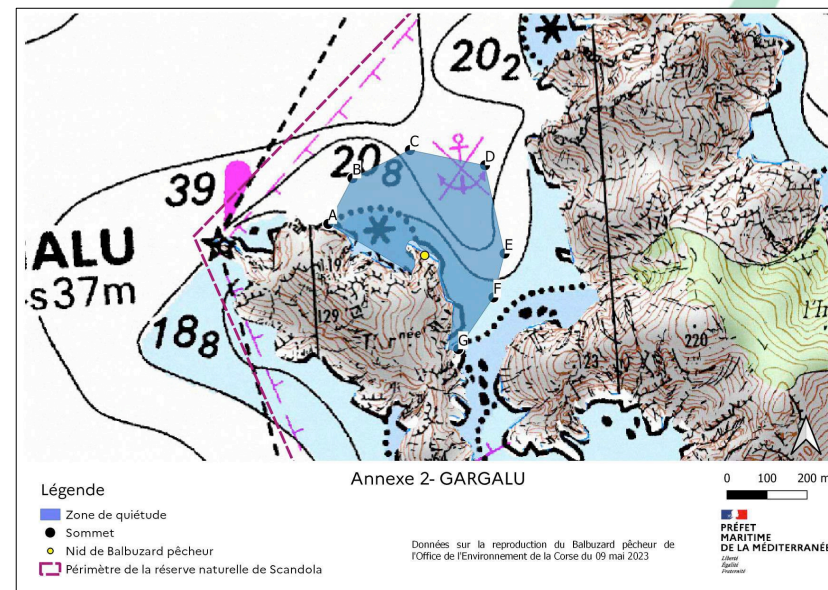 20₂
C
20₈
D
B
39
A
ALU
s37m
E
119
174
F
129
née
l'I
18₈
G
220
23
Annexe 2- GARGALU
Légende
Zone de quiétude
Sommet
Nid de Balbuzard pêcheur
Périmètre de la réserve naturelle de Scandola
Données sur la reproduction du Balbuzard pêcheur de
l'Office de l'Environnement de la Corse du 09 mai 2023
0 100 200 m
PRÉFET
MARITIME
DE LA MÉDITERRANÉE
Liberté
Égalité
Fraternité